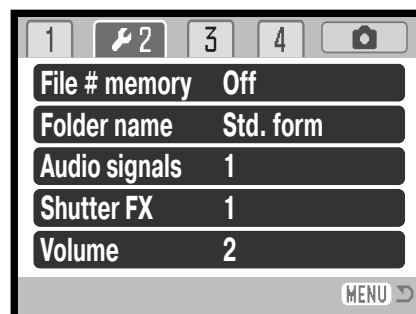 1 2 3 4
File # memory Off
Folder name Std. form
Audio signals 1
Shutter FX 1
Volume 2
MENU